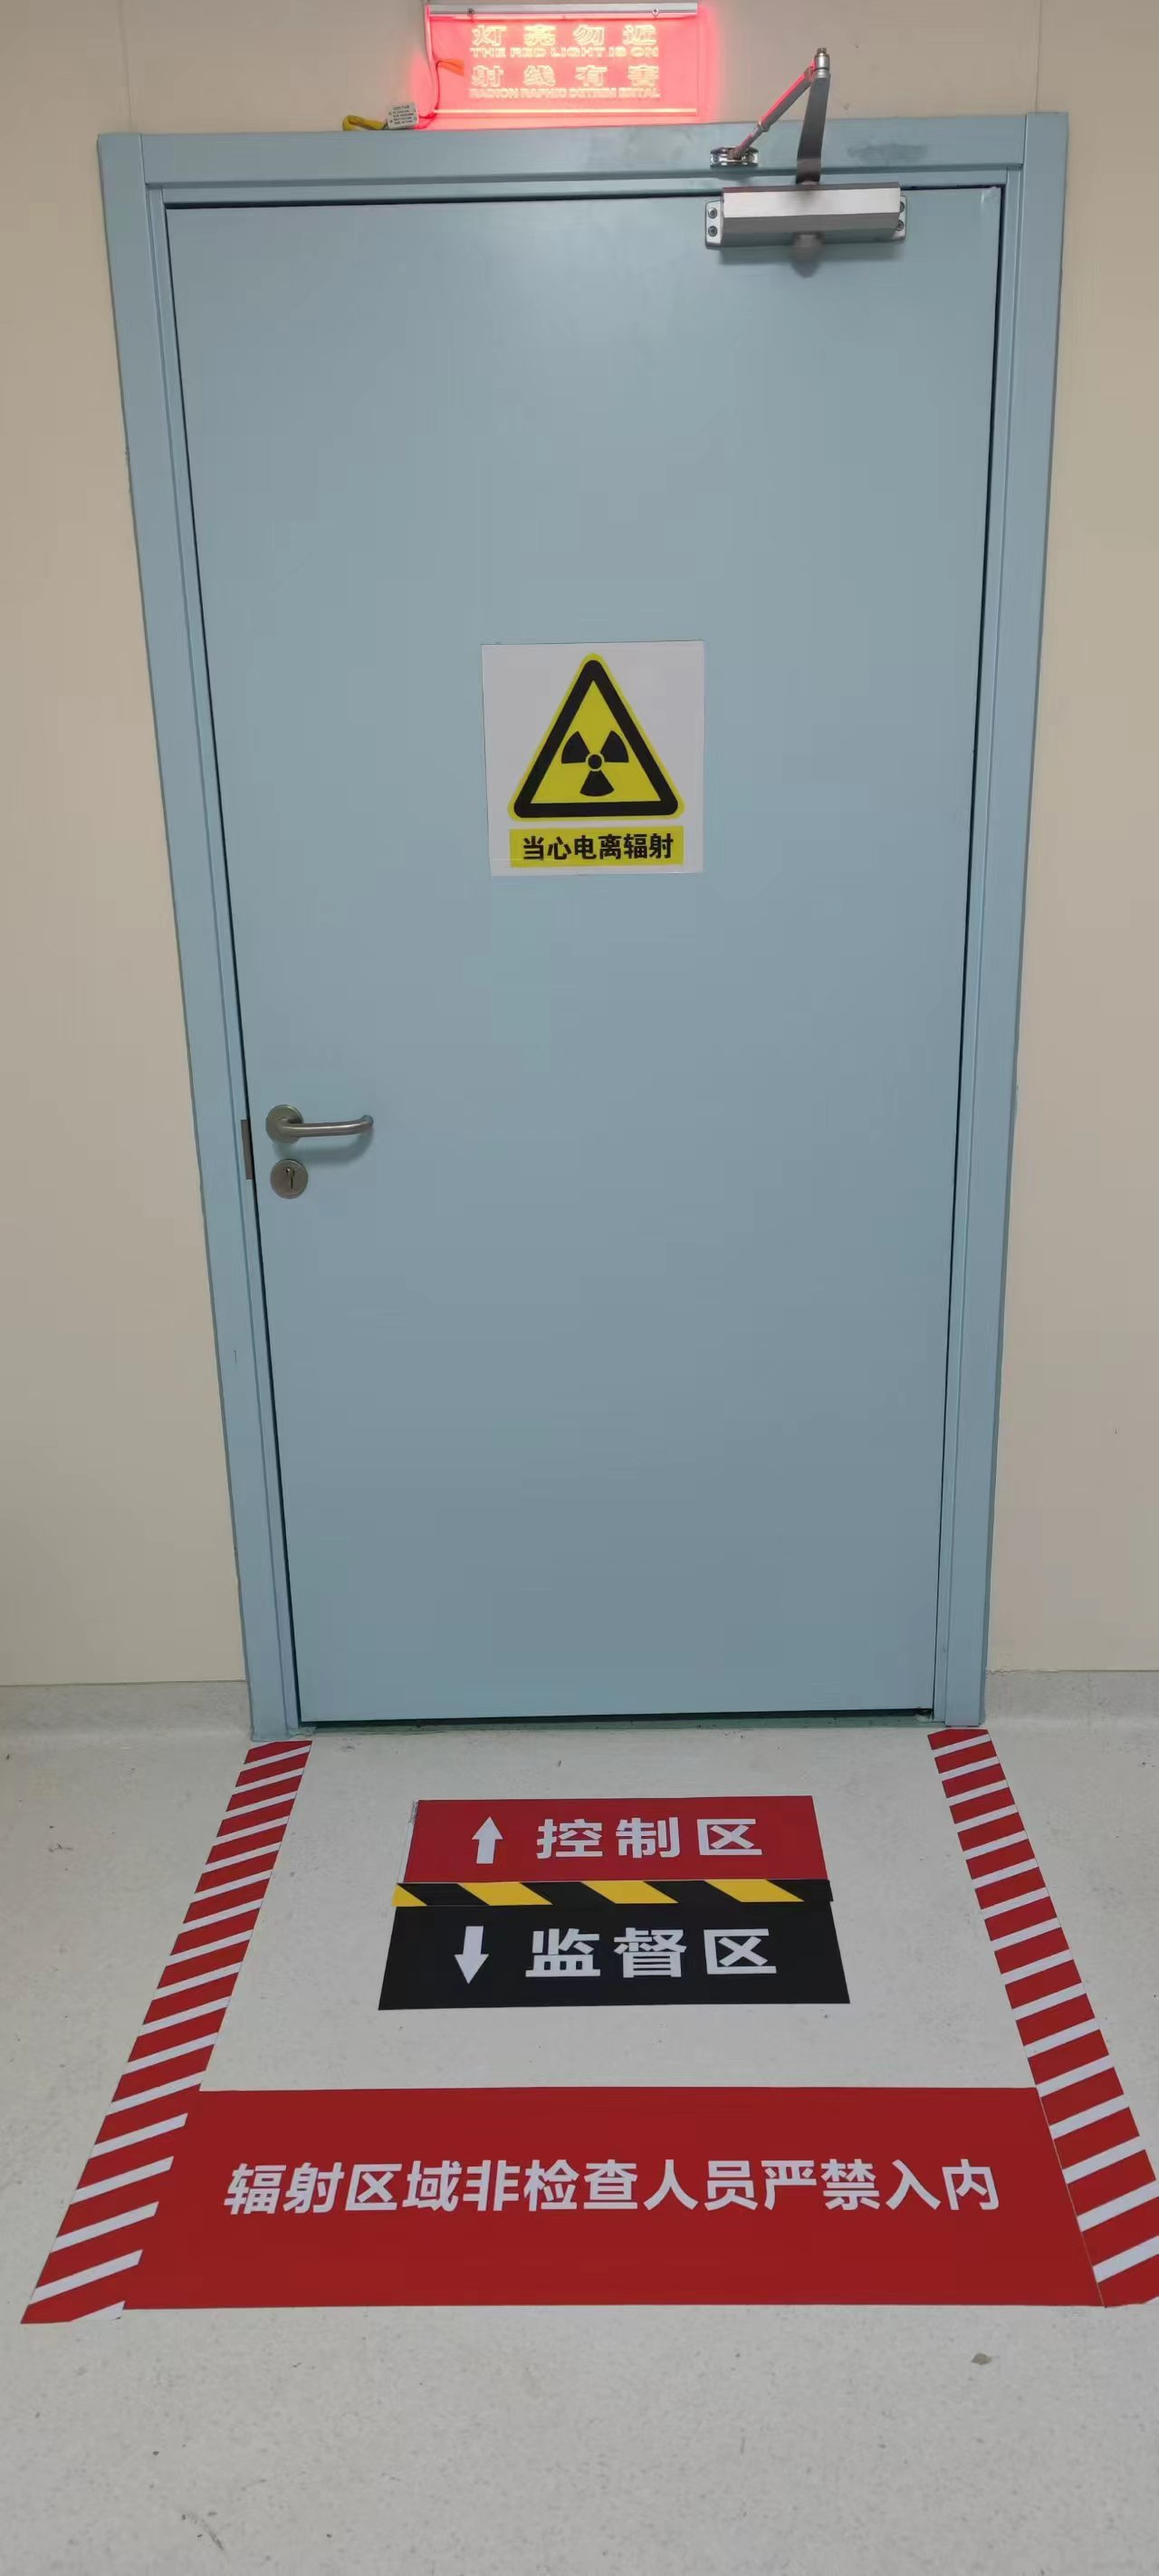 灯亮勿近
THE RED LIGHT IS ON
射线有害
当心电离辐射
控制区
监督区
辐射区域非检查人员严禁入内